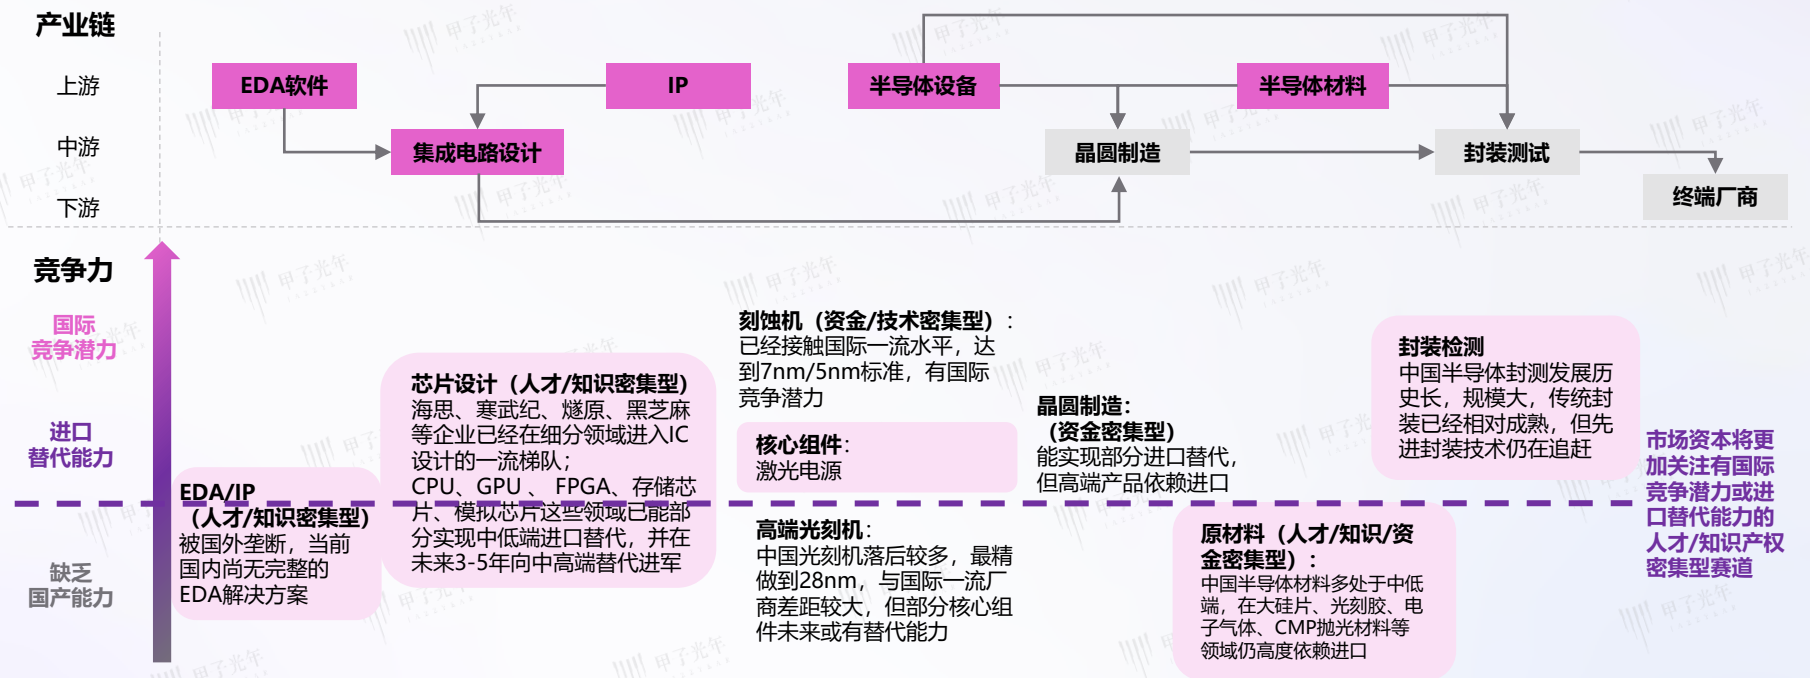 产业链
上游
EDA软件
IP
半导体设备
半导体材料
中游
集成电路设计
晶圆制造
封装测试
下游
终端厂商
竞争力
国际
竞争潜力
进口
替代能力
缺乏
国产能力
EDA/IP
（人才/知识密集型）
被国外垄断，当前
国内尚无完整的
EDA解决方案
芯片设计（人才/知识密集型）
海思、寒武纪、燧原、黑芝麻
等企业已经在细分领域进入IC
设计的一流梯队；
CPU、GPU 、 FPGA、存储芯
片、模拟芯片这些领域已能部
分实现中低端进口替代，并在
未来3-5年向中高端替代进军
刻蚀机（资金/技术密集型）：
已经接触国际一流水平，达
到7nm/5nm标准，有国际
竞争潜力
核心组件：
激光电源
高端光刻机：
中国光刻机落后较多，最精
做到28nm，与国际一流厂
商差距较大，但部分核心组
件未来或有替代能力
晶圆制造：
（资金密集型）
能实现部分进口替代，
但高端产品依赖进口
原材料（人才/知识/资
金密集型）：
中国半导体材料多处于中低
端，在大硅片、光刻胶、电
子气体、CMP抛光材料等
领域仍高度依赖进口
封装检测
中国半导体封测发展历
史长，规模大，传统封
装已经相对成熟，但先
进封装技术仍在追赶
市场资本将更
加关注有国际
竞争潜力或进
口替代能力的
人才/知识产权
密集型赛道
甲子光年